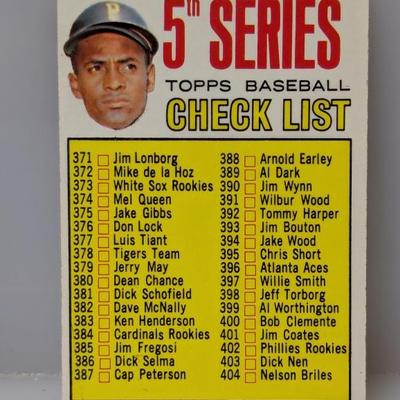 P
5th SERIES
TOPPS BASEBALL
CHECK LIST
371 Jim Lonborg
372 Mike de la Hoz
373 White Sox Rookies
374 Mel Queen
375 Jake Gibbs
376 Don Lock
377 Luis Tiant
378 Tigers Team
379 Jerry May
380 Dean Chance
381 Dick Schofield
382 Dave McNally
383 Ken Henderson
384 Cardinals Rookies
385 Jim Fregosi
386 Dick Selma
387 Cap Peterson
388 Arnold Earley
389 Al Dark
390 Jim Wynn
391 Wilbur Wood
392 Tommy Harper
393 Jim Bouton
394 Jake Wood
395 Chris Short
396 Atlanta Aces
397 Willie Smith
398 Jeff Torborg
399 Al Worthington
400 Bob Clemente
401 Jim Coates
402 Phillies Rookies
403 Dick Nen
404 Nelson Briles